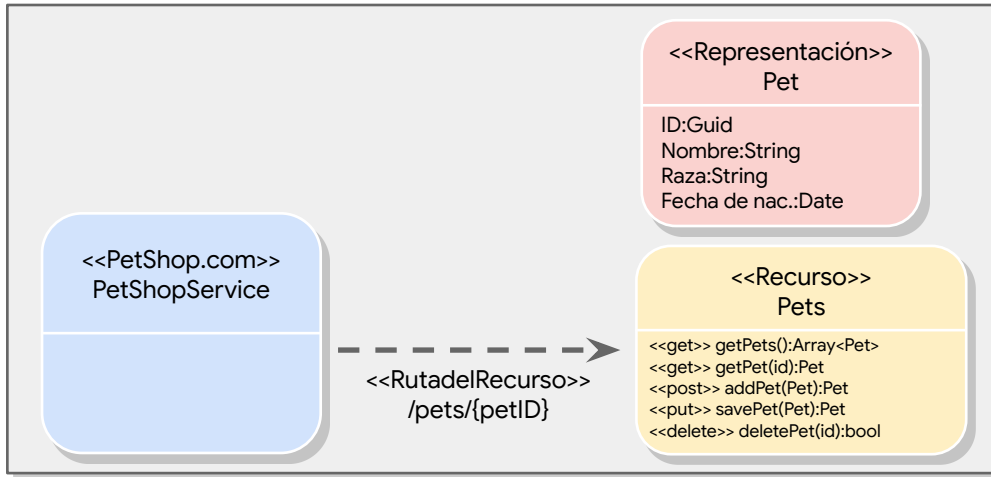 <<Representación>>
Pet
ID:Guid
Nombre:String
Raza:String
Fecha de nac.:Date
<<PetShop.com>>
PetShopService
<<RutadelRecurso>>
/pets/{petID}
<<Recurso>>
Pets
<<get>> getPets():Array<Pet>
<<get>> getPet(id):Pet
<<post>> addPet(Pet):Pet
<<put>> savePet(Pet):Pet
<<delete>> deletePet(id):bool